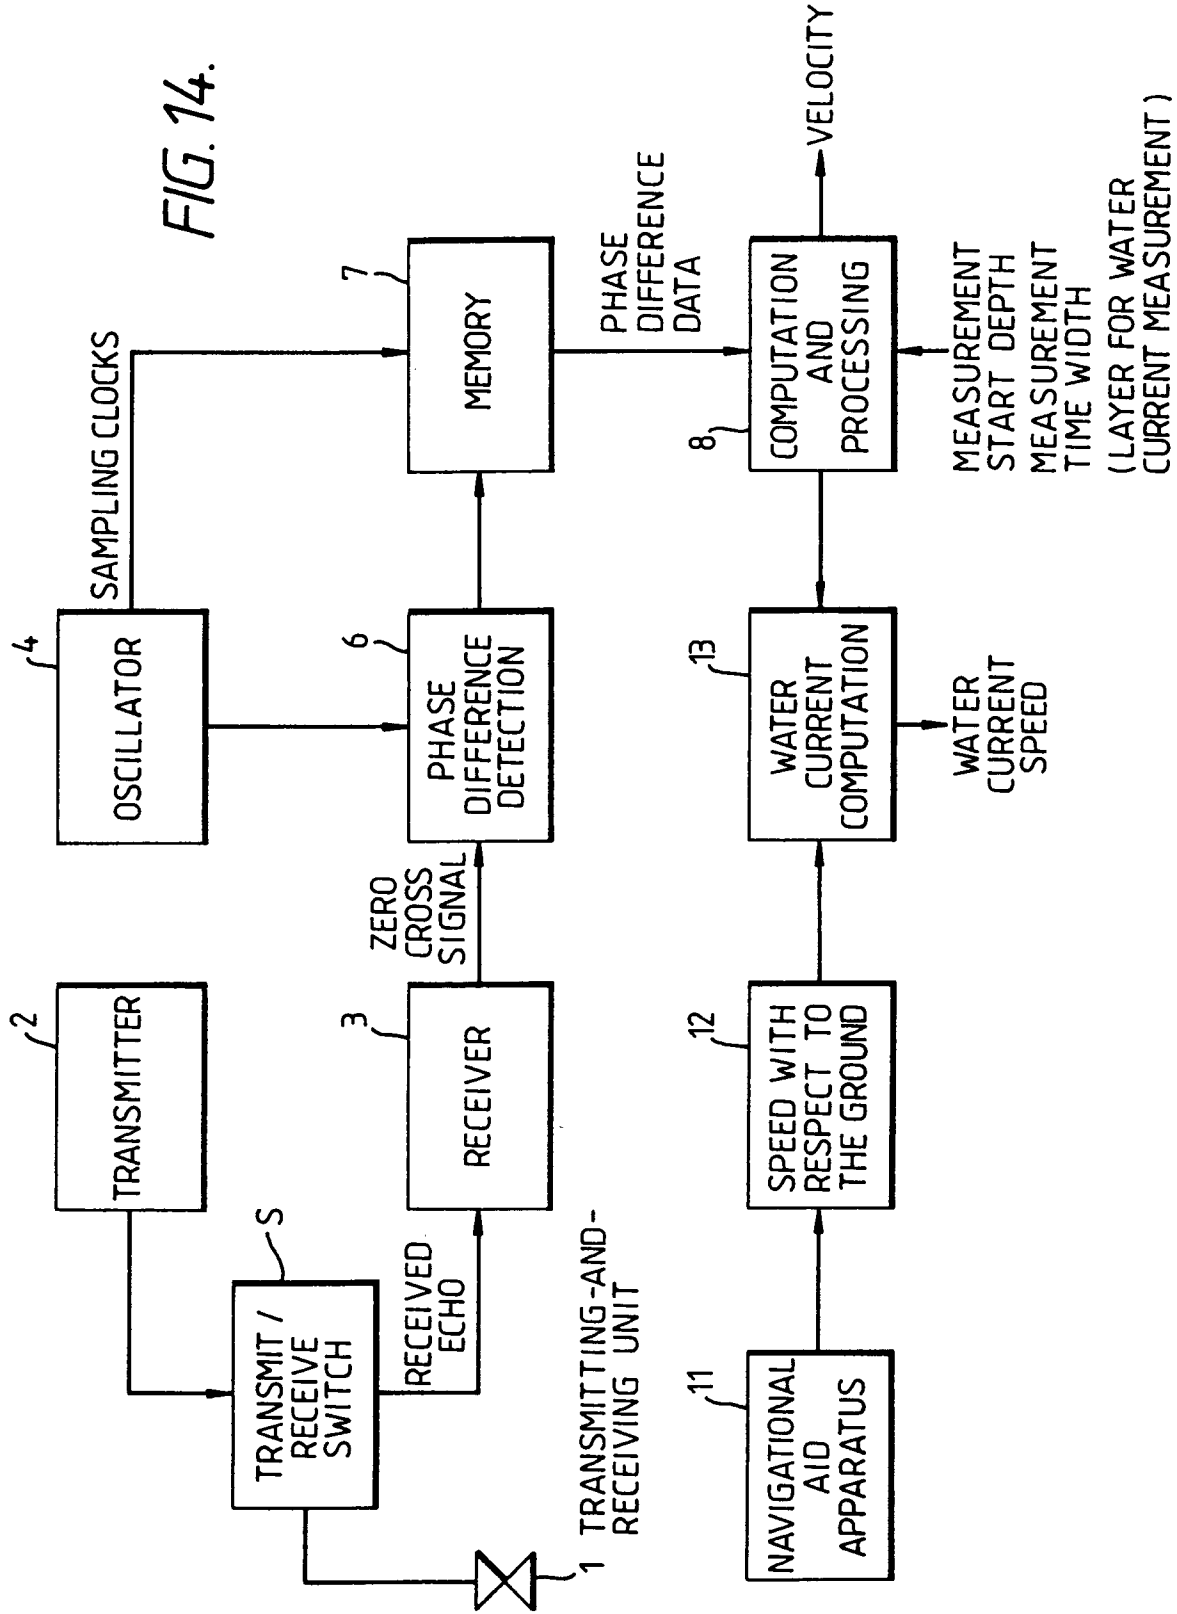 FIG. 14.
2
TRANSMITTER
4
OSCILLATOR
SAMPLING CLOCKS
S
TRANSMIT /
RECEIVE
SWITCH
RECEIVED
ECHO
3
RECEIVER
ZERO
CROSS
SIGNAL
6
PHASE
DIFFERENCE
DETECTION
7
MEMORY
1 TRANSMITTING-AND-
RECEIVING UNIT
PHASE
DIFFERENCE
DATA
11
NAVIGATIONAL
AID
APPARATUS
12
SPEED WITH
RESPECT TO
THE GROUND
13
WATER
CURRENT
COMPUTATION
8
COMPUTATION
AND
PROCESSING
VELOCITY
WATER
CURRENT
SPEED
MEASUREMENT
START DEPTH
MEASUREMENT
TIME WIDTH
(LAYER FOR WATER
CURRENT MEASUREMENT)